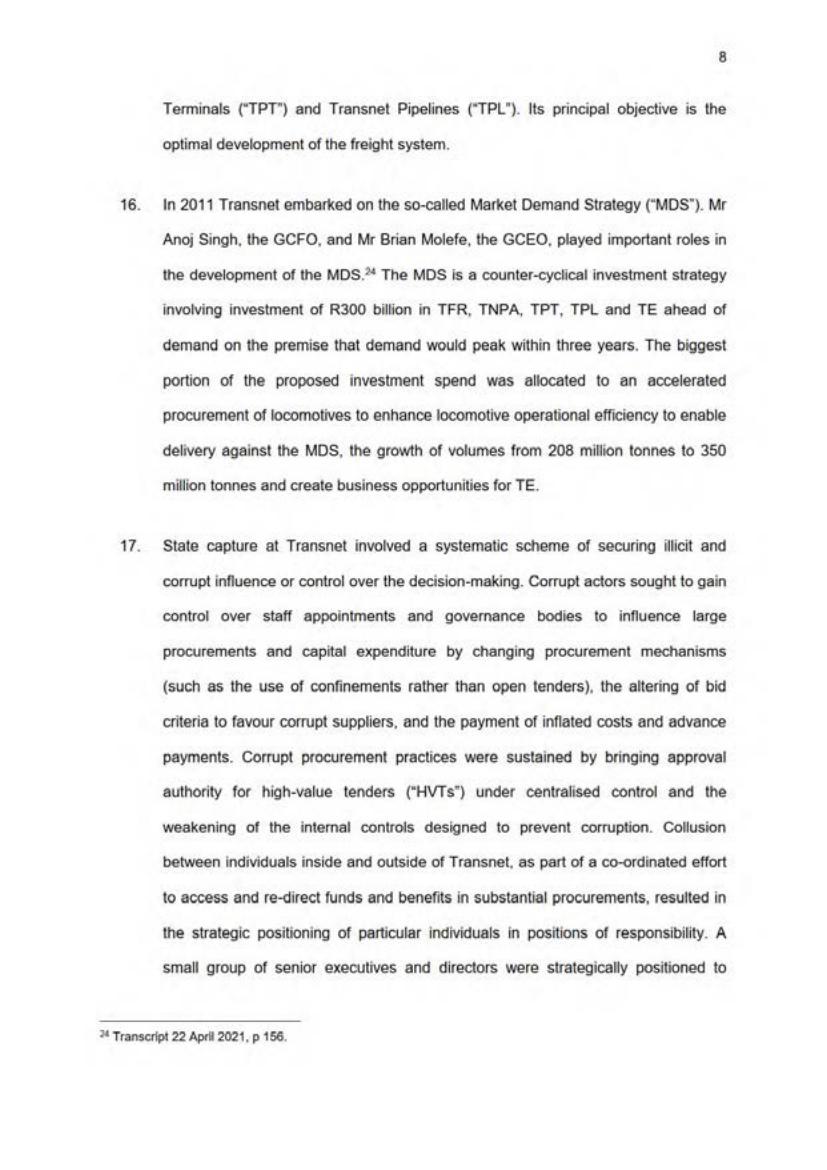 8
Terminals (“TPT”) and Transnet Pipelines (“TPL”). Its principal objective is the
optimal development of the freight system.
16. In 2011 Transnet embarked on the so-called Market Demand Strategy (“MDS”). Mr
Anoj Singh, the GCFO, and Mr Brian Molefe, the GCEO, played important roles in
the development of the MDS.24 The MDS is a counter-cyclical investment strategy
involving investment of R300 billion in TFR, TNPA, TPT, TPL and TE ahead of
demand on the premise that demand would peak within three years. The biggest
portion of the proposed investment spend was allocated to an accelerated
procurement of locomotives to enhance locomotive operational efficiency to enable
delivery against the MDS, the growth of volumes from 208 million tonnes to 350
million tonnes and create business opportunities for TE.
17. State capture at Transnet involved a systematic scheme of securing illicit and
corrupt influence or control over the decision-making. Corrupt actors sought to gain
control over staff appointments and governance bodies to influence large
procurements and capital expenditure by changing procurement mechanisms
(such as the use of confinements rather than open tenders), the altering of bid
criteria to favour corrupt suppliers, and the payment of inflated costs and advance
payments. Corrupt procurement practices were sustained by bringing approval
authority for high-value tenders (“HVTs”) under centralised control and the
weakening of the internal controls designed to prevent corruption. Collusion
between individuals inside and outside of Transnet, as part of a co-ordinated effort
to access and re-direct funds and benefits in substantial procurements, resulted in
the strategic positioning of particular individuals in positions of responsibility. A
small group of senior executives and directors were strategically positioned to
24 Transcript 22 April 2021, p 156.